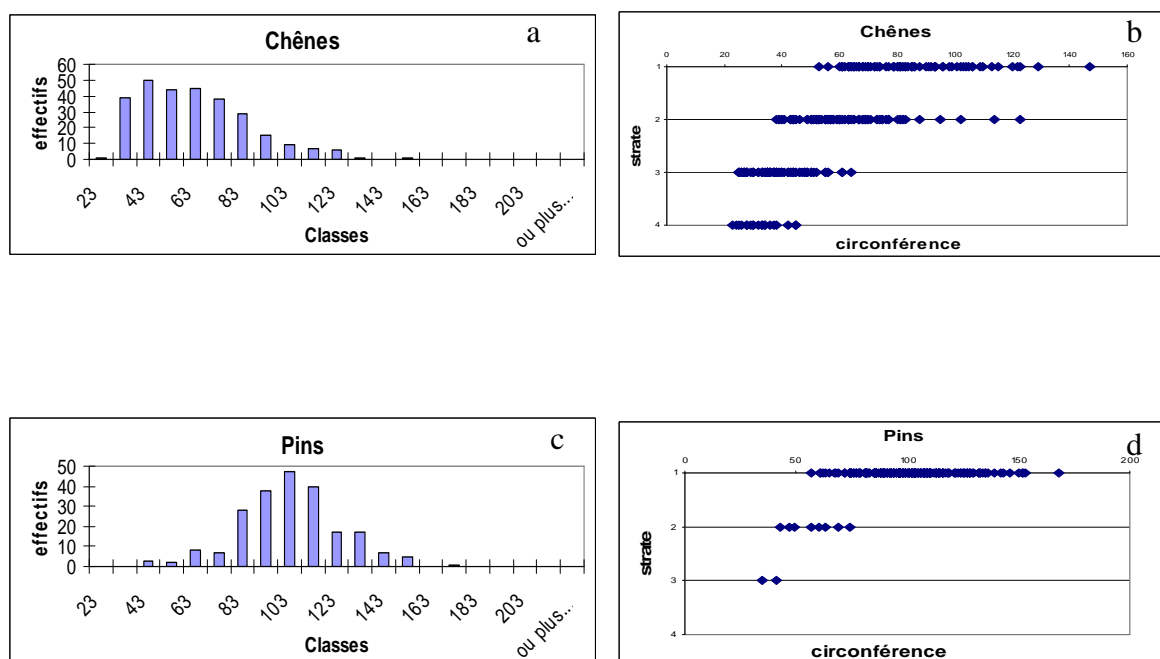 Chênes
a
effectifs
60
50
40
30
20
10
0
23
43
63
83
103
123
143
163
183
203
ou plus...
Classes
b
Chênes
0 20 40 60 80 100 120 140 160
1
2
3
4
strate
circonférence
Pins
c
effectifs
50
40
30
20
10
0
23
43
63
83
103
123
143
163
183
203
ou plus...
Classes
Pins
d
0 50 100 150 200
1
2
3
4
strate
circonférence